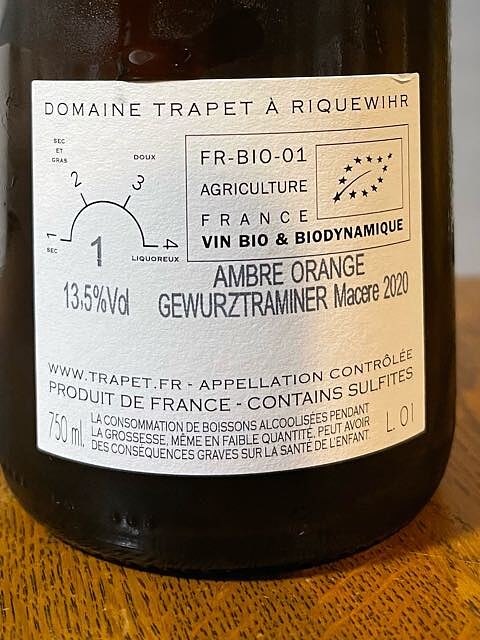 DOMAINE TRAPET À RIQUEWIHR
SEC
ET
GRAS
DOUX
2
3
1
SEC
1
4
LIQUOREUX
FR-BIO-01
AGRICULTURE
FRANCE
VIN BIO & BIODYNAMIQUE
AMBRE ORANGE
13,5%Vol
GEWURZTRAMINER Macere 2020
WWW.TRAPET.FR - APPELLATION CONTRÔLÉE
PRODUIT DE FRANCE - CONTAINS SULFITES
750 ml.
LA CONSOMMATION DE BOISSONS ALCOOLISÉES PENDANT
LA GROSSESSE, MÊME EN FAIBLE QUANTITÉ, PEUT AVOIR
DES CONSÉQUENCES GRAVES SUR LA SANTÉ DE L'ENFANT.
L. 01